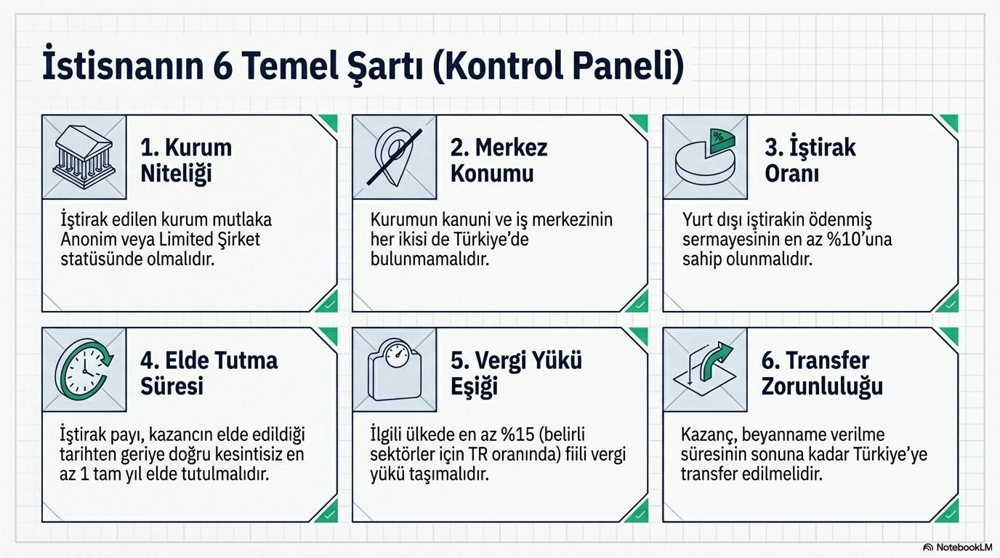 İstisnanın 6 Temel Şartı (Kontrol Paneli)
1. Kurum
Niteliği
İştirak edilen kurum mutlaka
Anonim veya Limited Şirket
statüsünde olmalıdır.
2. Merkez
Konumu
Kurumun kanuni ve iş merkezinin
her ikisi de Türkiye’de
bulunmamalıdır.
%
3. İştirak
Oranı
Yurt dışı iştirakin ödenmiş
sermayesinin en az %10’una
sahip olunmalıdır.
4. Elde Tutma
Süresi
İştirak payı, kazancın elde edildiği
tarihten geriye doğru kesintisiz en
az 1 tam yıl elde tutulmalıdır.
5. Vergi Yükü
Eşiği
İlgili ülkede en az %15 (belirli
sektörler için TR oranında) fiili vergi
yükü taşımalıdır.
6. Transfer
Zorunluluğu
Kazanç, beyanname verilme
süresinin sonuna kadar Türkiye’ye
transfer edilmelidir.
NotebookLM